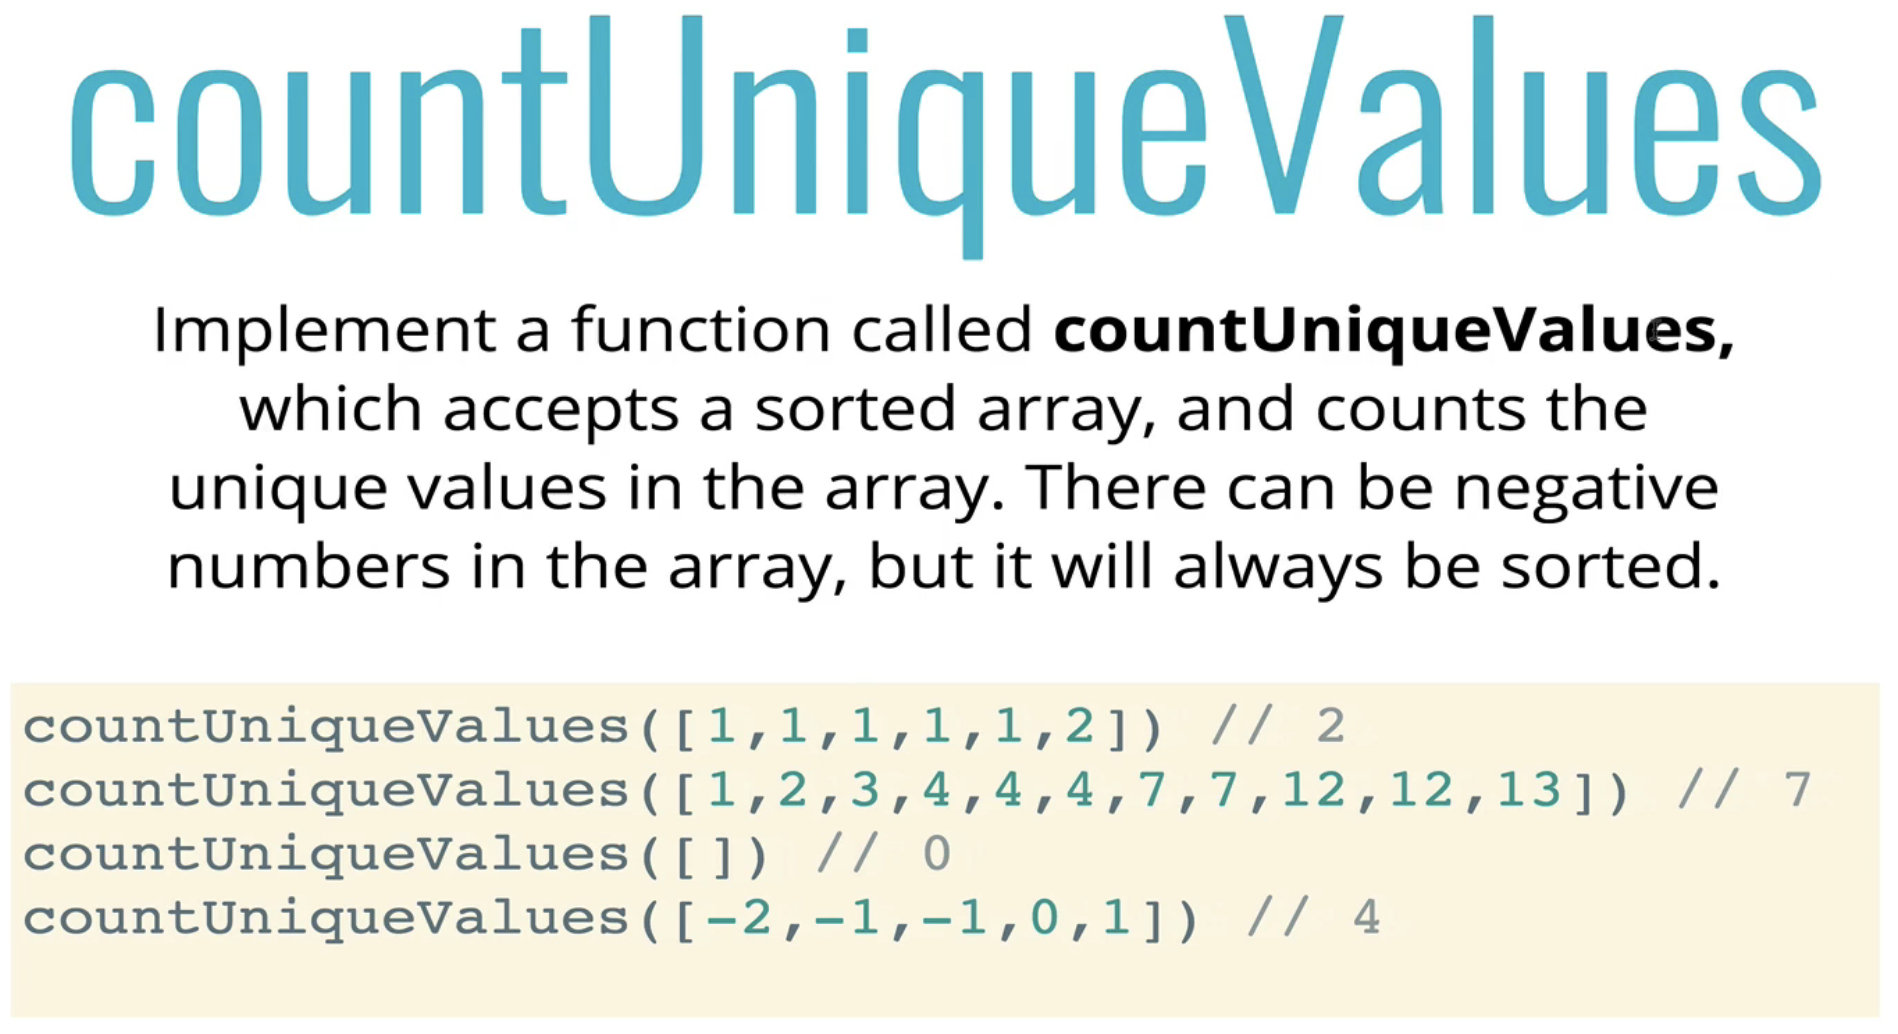 countUniqueValues
Implement a function called countUniqueValues,
which accepts a sorted array, and counts the
unique values in the array. There can be negative
numbers in the array, but it will always be sorted.
countUniqueValues([1,1,1,1,1,2]) // 2
countUniqueValues([1,2,3,4,4,4,7,7,12,12,13]) // 7
countUniqueValues([]) // 0
countUniqueValues([-2,-1,-1,0,1]) // 4